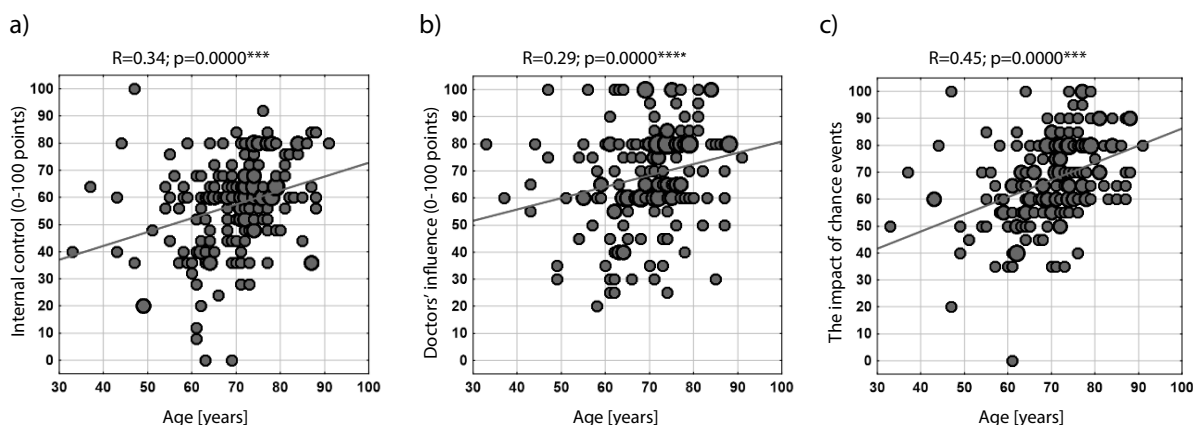 a)
R=0.34; p=0.0000***
Internal control (0-100 points)
100
90
80
70
60
50
40
30
20
10
0
30 40 50 60 70 80 90 100
Age [years]
b)
R=0.29; p=0.0000****
Doctors' influence (0-100 points)
100
90
80
70
60
50
40
30
20
10
0
30 40 50 60 70 80 90 100
Age [years]
c)
R=0.45; p=0.0000***
The impact of chance events
100
90
80
70
60
50
40
30
20
10
0
30 40 50 60 70 80 90 100
Age [years]